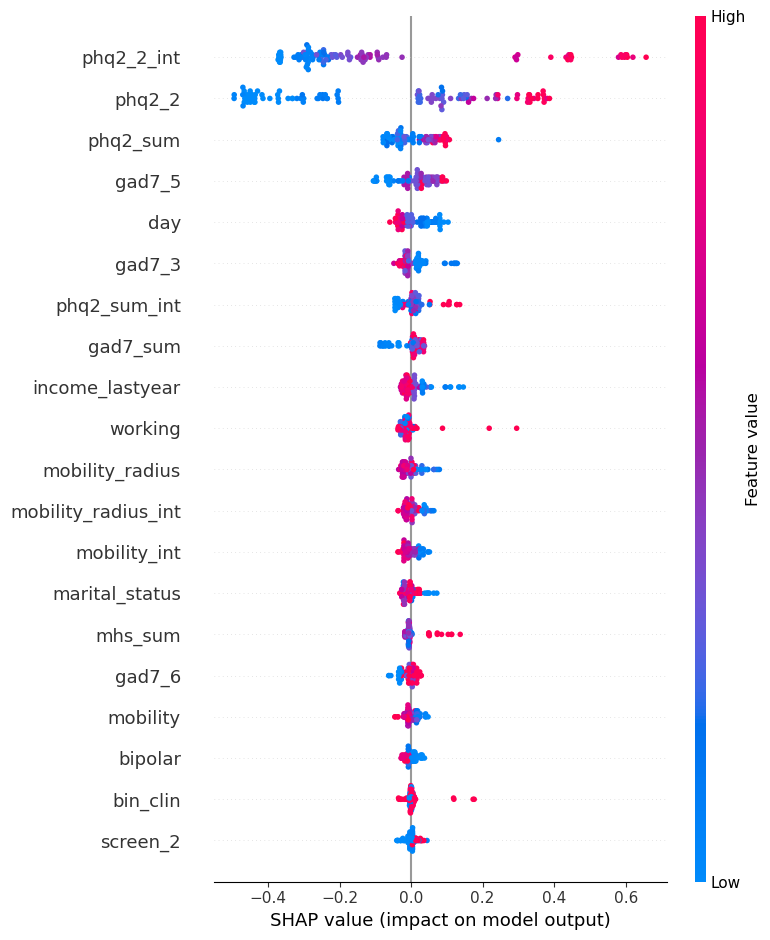 High
phq2_2_int
phq2_2
phq2_sum
gad7_5
day
gad7_3
phq2_sum_int
gad7_sum
income_lastyear
working
mobility_radius
mobility_radius_int
mobility_int
marital_status
mhs_sum
gad7_6
mobility
bipolar
bin_clin
screen_2
Feature value
Low
−0.4 −0.2 0.0 0.2 0.4 0.6
SHAP value (impact on model output)